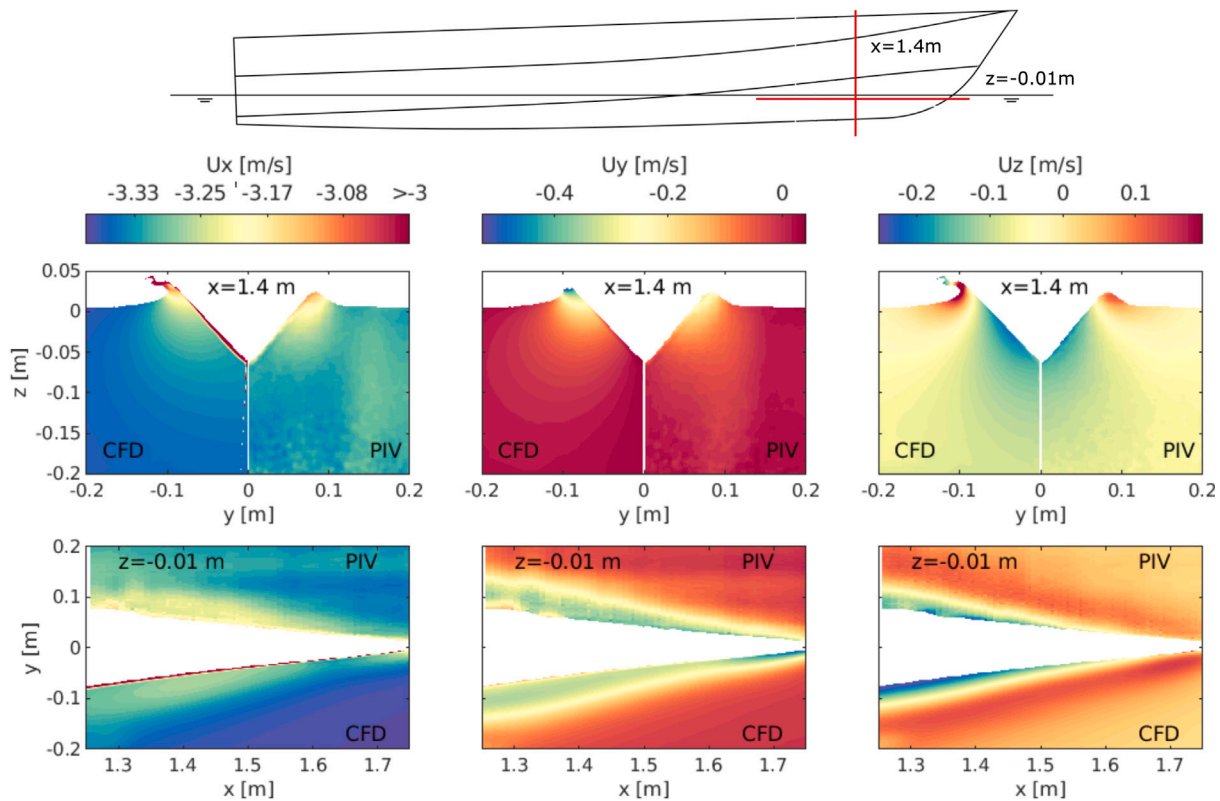 x=1.4m
z=-0.01m
Ux [m/s]
Uy [m/s]
Uz [m/s]
-3.33 -3.25 -3.17 -3.08 >-3
-0.4 -0.2 0
-0.2 -0.1 0 0.1
0.05
0
-0.05
-0.1
-0.15
-0.2
z [m]
x=1.4 m
CFD
PIV
-0.2 -0.1 0 0.1 0.2
y [m]
x=1.4 m
CFD
PIV
-0.2 -0.1 0 0.1 0.2
y [m]
x=1.4 m
CFD
PIV
-0.2 -0.1 0 0.1 0.2
y [m]
0.2
0.1
0
-0.1
-0.2
y [m]
z=-0.01 m
PIV
CFD
1.3 1.4 1.5 1.6 1.7
x [m]
z=-0.01 m
PIV
CFD
1.3 1.4 1.5 1.6 1.7
x [m]
z=-0.01 m
PIV
CFD
1.3 1.4 1.5 1.6 1.7
x [m]